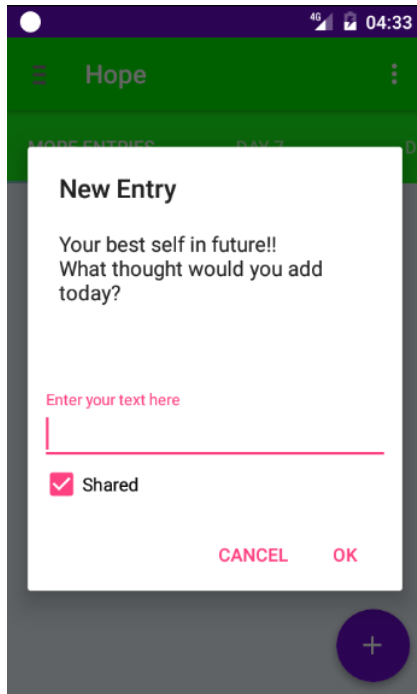 4G 04:33
Hope
MORE ENTRIES DAY 7 D
New Entry
Your best self in future!!
What thought would you add
today?
Enter your text here
Shared
CANCEL OK